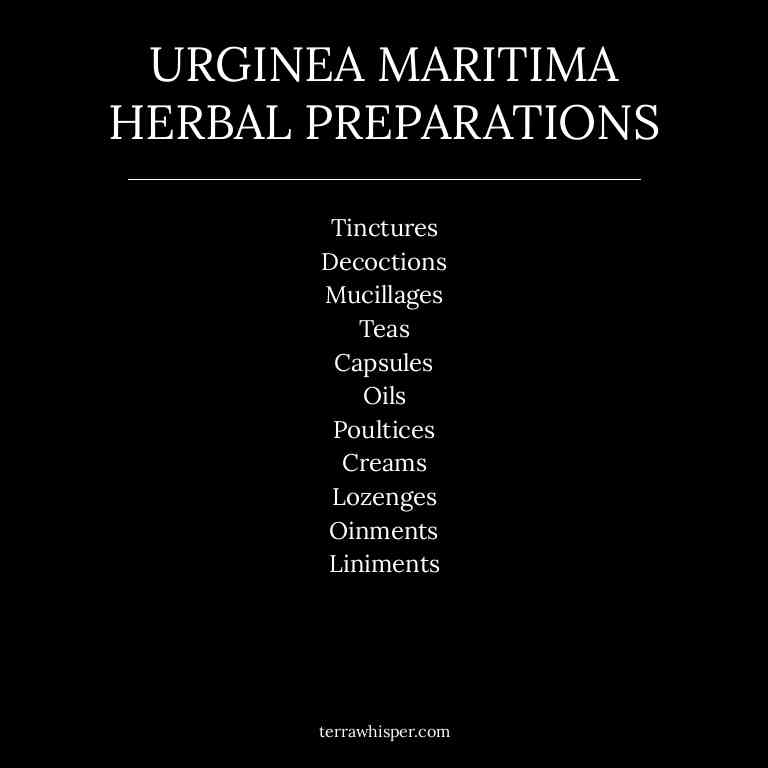 URGINEA MARITIMA
HERBAL PREPARATIONS
Tinctures
Decoctions
Mucillages
Teas
Capsules
Oils
Poultices
Creams
Lozenges
Oinments
Liniments
terrawhisper.com